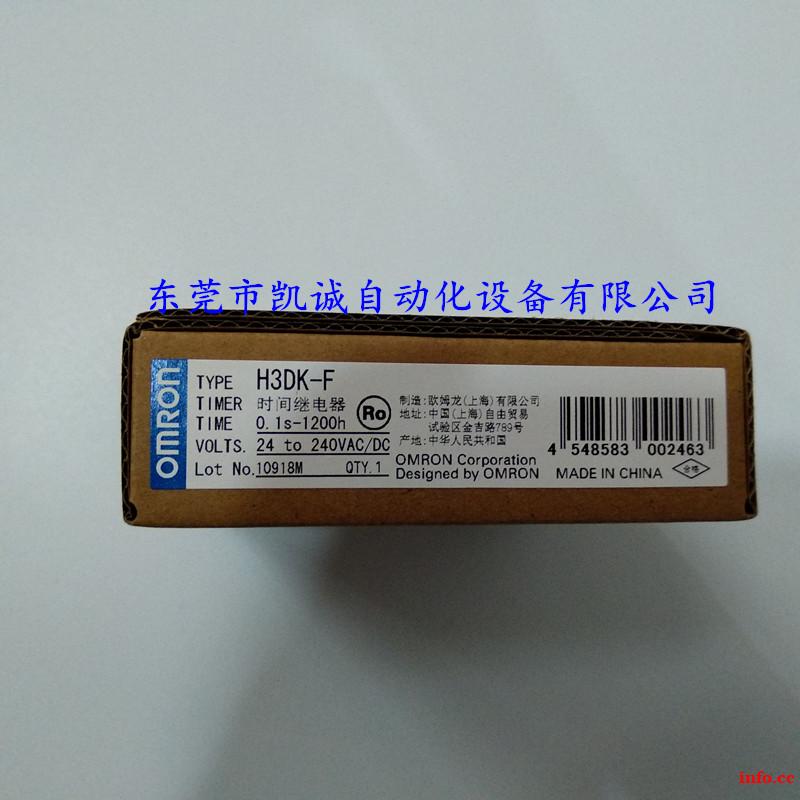 东莞市凯诚自动化设备有限公司
OMRON
TYPE H3DK-F
TIMER 时间继电器
TIME 0.1s-1200h
VOLTS. 24 to 240VAC/DC
Lot No. 10918M QTY.1
Ro
制造: 欧姆龙(上海)有限公司
地址: 中国(上海)自由贸易
试验区金吉路789号
产地: 中华人民共和国
OMRON Corporation
Designed by OMRON
4 548583 002463
MADE IN CHINA
合格
info.cc